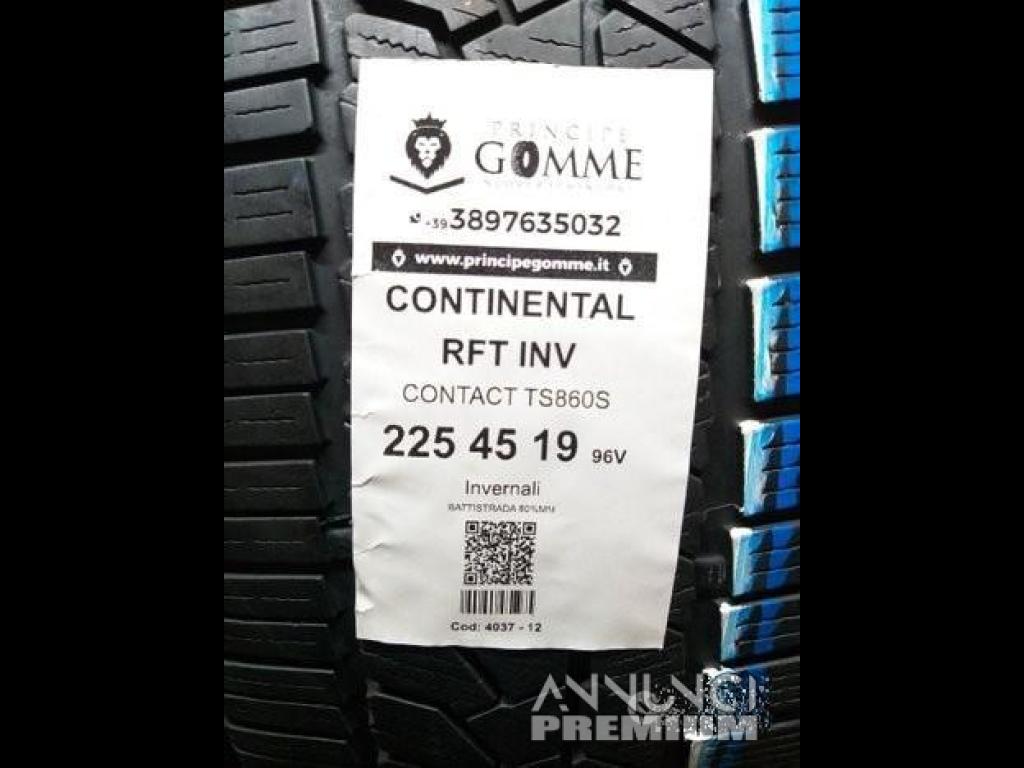 PRINCIPE
GOMME
+39 3897635032
www.principegomme.it
CONTINENTAL
RFT INV
CONTACT TS860S
225 45 19 96V
Invernali
BATTISTRADA 80%MM
Cod: 4037 - 12
ANNUNCI
PREMIUM